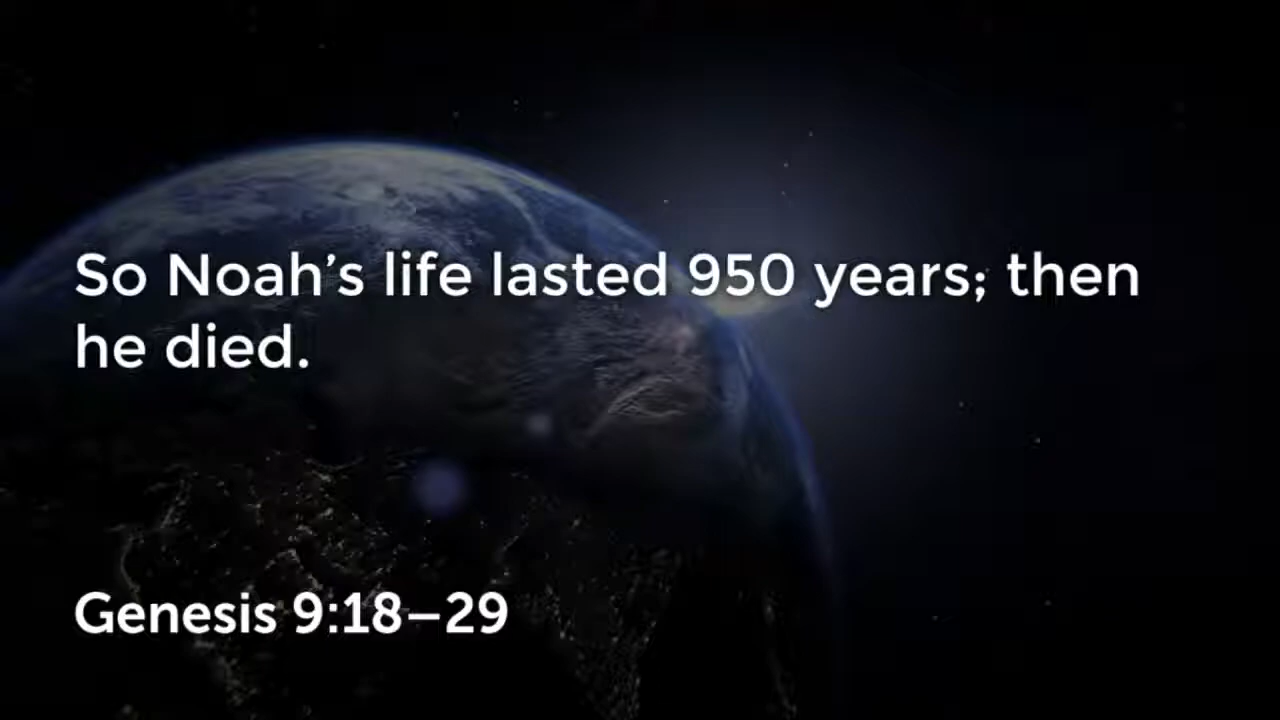 So Noah’s life lasted 950 years; then
he died.
Genesis 9:18–29